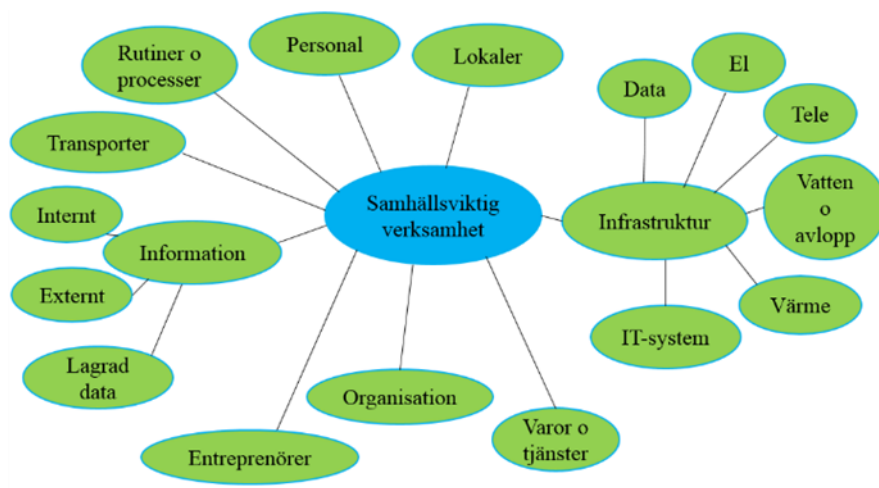 Rutiner o
processer
Personal
Lokaler
Data
El
Tele
Transporter
Internt
Information
Externt
Lagrad
data
Samhällsviktig
verksamhet
Infrastruktur
Vatten
o
avlopp
Värme
IT-system
Organisation
Entreprenörer
Varor o
tjänster